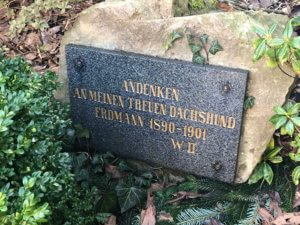 ANDENKEN
AN MEINEN TREUEN DACHSHUND
ERDMANN 1890-1901
W II